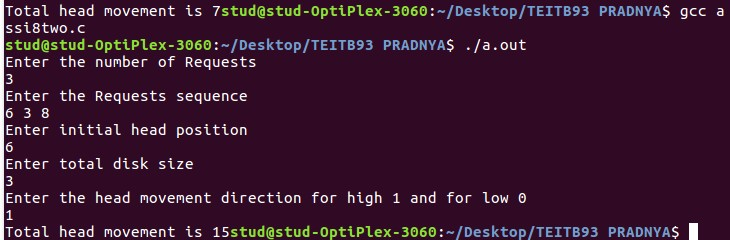 Total head movement is 7stud@stud-OptiPlex-3060:~/Desktop/TEITB93 PRADNYA$ gcc a
ssi8two.c
stud@stud-OptiPlex-3060:~/Desktop/TEITB93 PRADNYA$ ./a.out
Enter the number of Requests
3
Enter the Requests sequence
6 3 8
Enter initial head position
6
Enter total disk size
3
Enter the head movement direction for high 1 and for low 0
1
Total head movement is 15stud@stud-OptiPlex-3060:~/Desktop/TEITB93 PRADNYA$